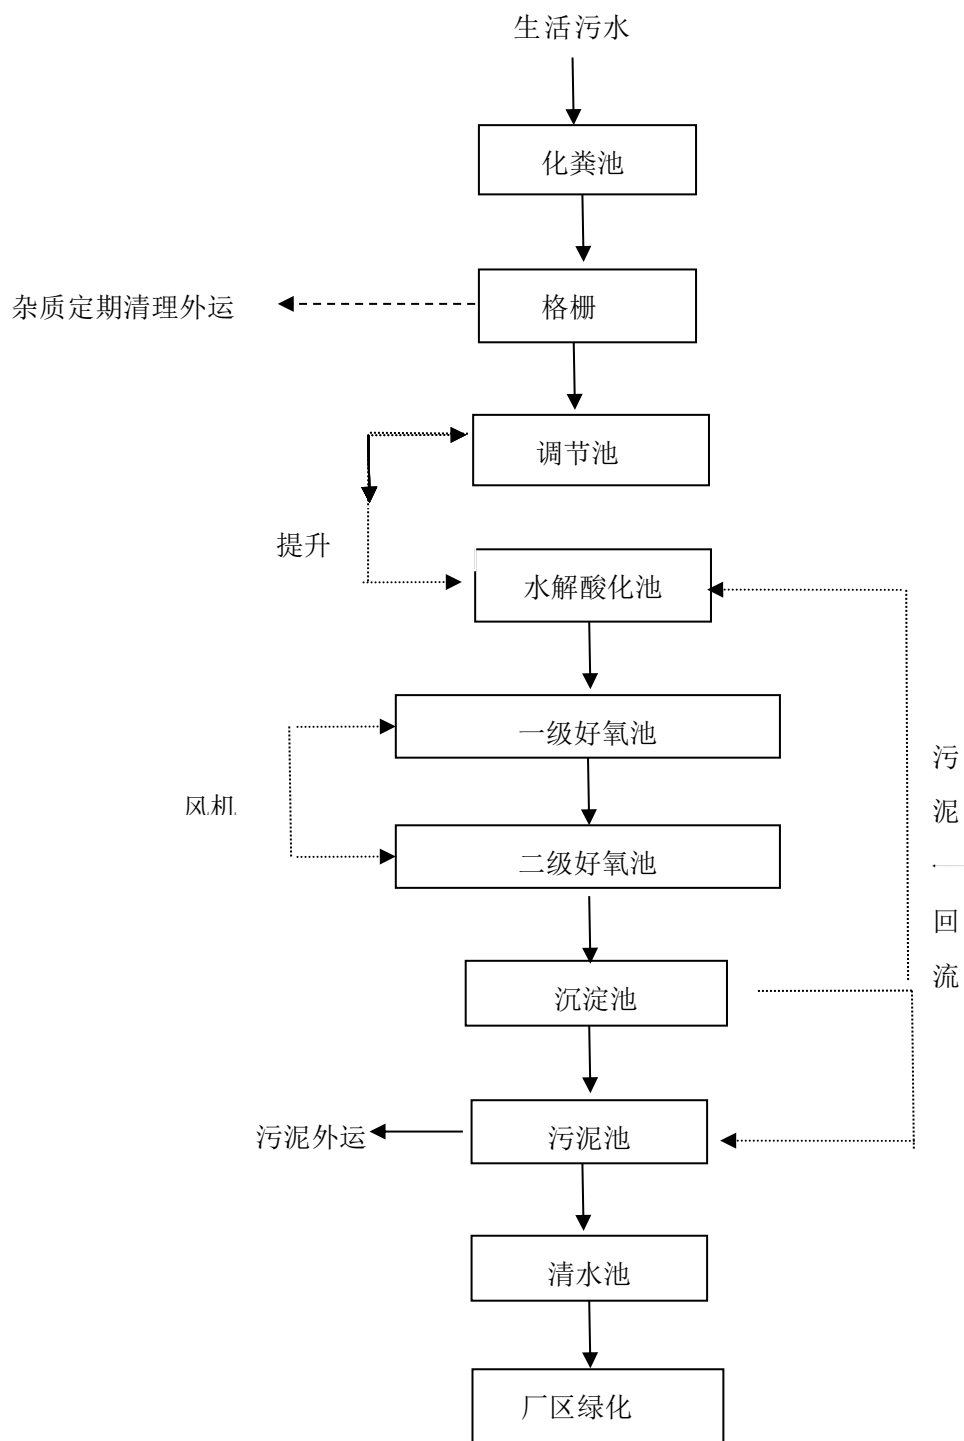 生活污水
化粪池
杂质定期清理外运
格栅
调节池
提升
水解酸化池
一级好氧池
风机
二级好氧池
污
泥
回
流
沉淀池
污泥外运
污泥池
清水池
厂区绿化